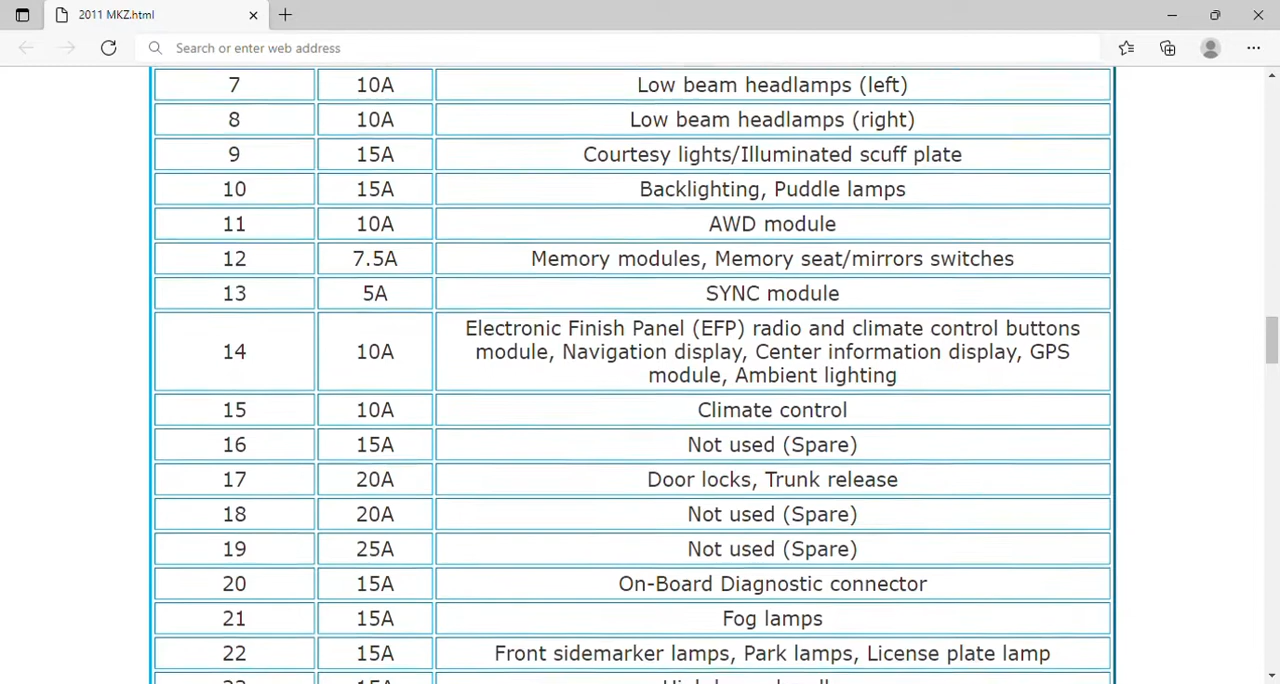 2011 MKZ.html
Search or enter web address
7 10A Low beam headlamps (left)
8 10A Low beam headlamps (right)
9 15A Courtesy lights/Illuminated scuff plate
10 15A Backlighting, Puddle lamps
11 10A AWD module
12 7.5A Memory modules, Memory seat/mirrors switches
13 5A SYNC module
14 10A Electronic Finish Panel (EFP) radio and climate control buttons
module, Navigation display, Center information display, GPS
module, Ambient lighting
15 10A Climate control
16 15A Not used (Spare)
17 20A Door locks, Trunk release
18 20A Not used (Spare)
19 25A Not used (Spare)
20 15A On-Board Diagnostic connector
21 15A Fog lamps
22 15A Front sidemarker lamps, Park lamps, License plate lamp